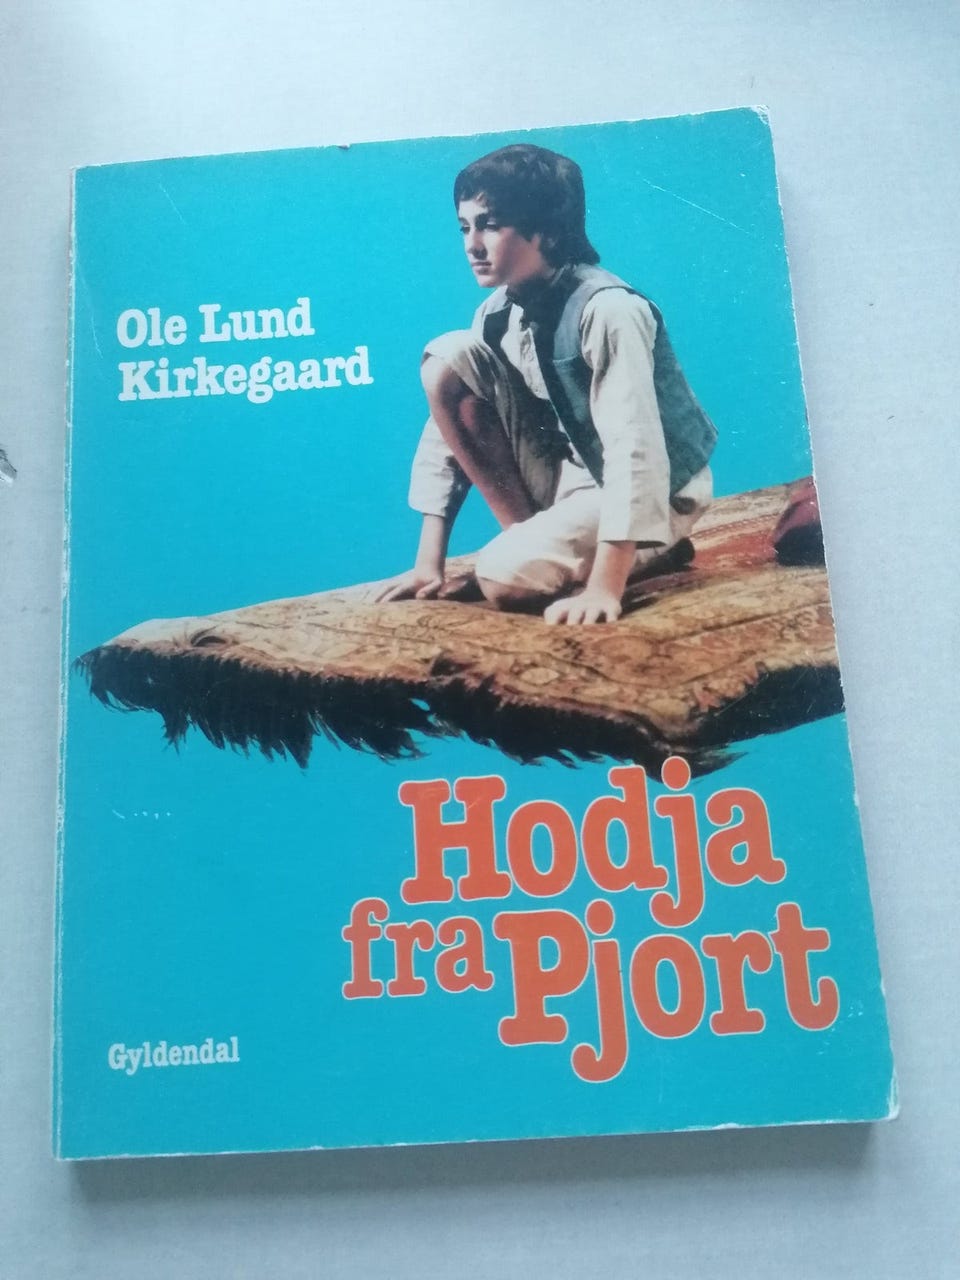 Ole Lund
Kirkegaard
Hodja
fra Pjort
Gyldendal